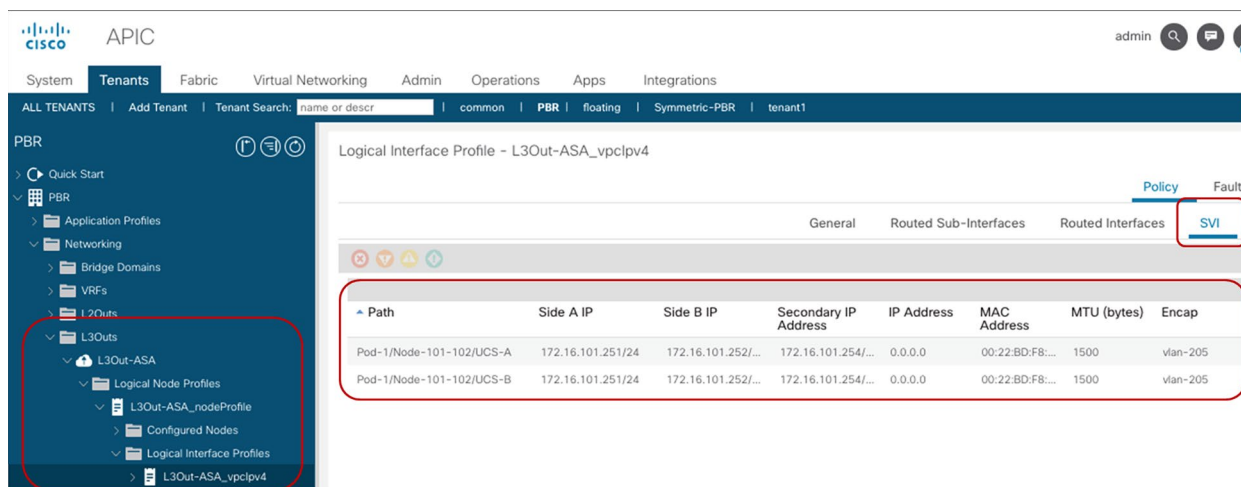 CISCO
APIC
admin
System Tenants Fabric Virtual Networking Admin Operations Apps Integrations
ALL TENANTS | Add Tenant | Tenant Search: name or descr | common | PBR | floating | Symmetric-PBR | tenant1
PBR
Quick Start
PBR
Application Profiles
Networking
Bridge Domains
VRFs
L2Outs
L3Outs
L3Out-ASA
Logical Node Profiles
L3Out-ASA_nodeProfile
Configured Nodes
Logical Interface Profiles
L3Out-ASA_vpcIpv4
Logical Interface Profile - L3Out-ASA_vpcIpv4
Policy Fault
General Routed Sub-Interfaces Routed Interfaces SVI
Path Side A IP Side B IP Secondary IP Address IP Address MAC Address MTU (bytes) Encap
Pod-1/Node-101-102/UCS-A 172.16.101.251/24 172.16.101.252/... 172.16.101.254/... 0.0.0.0 00:22:BD:F8:... 1500 vlan-205
Pod-1/Node-101-102/UCS-B 172.16.101.251/24 172.16.101.252/... 172.16.101.254/... 0.0.0.0 00:22:BD:F8:... 1500 vlan-205